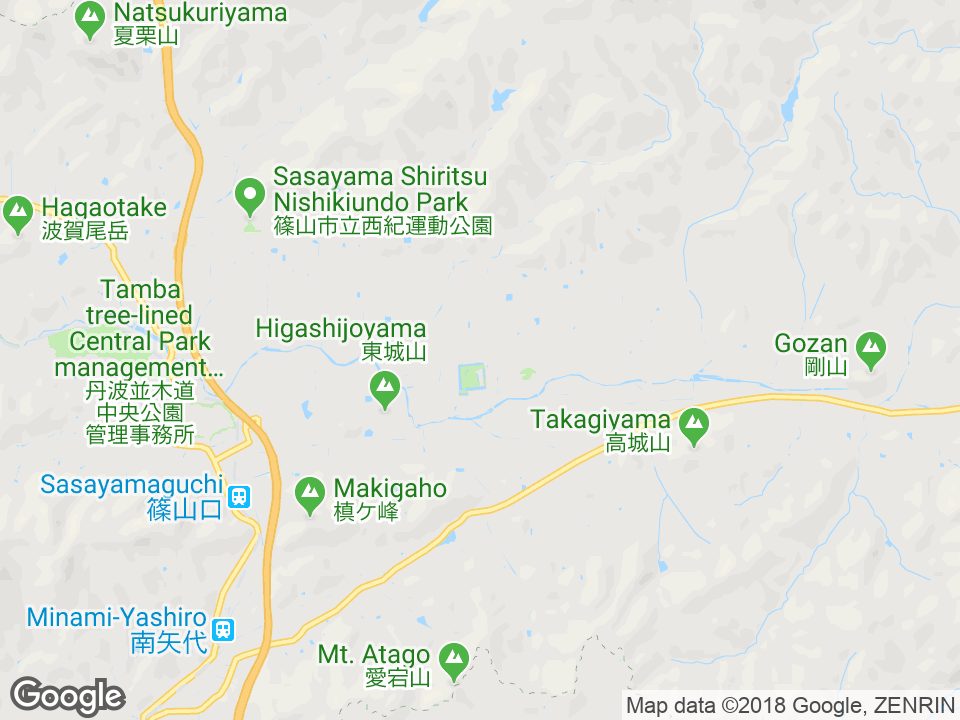 Natsukuriyama
夏栗山
Sasayama Shiritsu
Nishikiundo Park
篠山市立西紀運動公園
Hagaotake
波賀尾岳
Tamba
tree-lined
Central Park
management...
丹波並木道
中央公園
管理事務所
Higashijoyama
東城山
Gozan
剛山
Takagiyama
高城山
Sasayamaguchi
篠山口
Makigaho
槙ケ峰
Minami-Yashiro
南矢代
Mt. Atago
愛宕山
Google
Map data ©2018 Google, ZENRIN